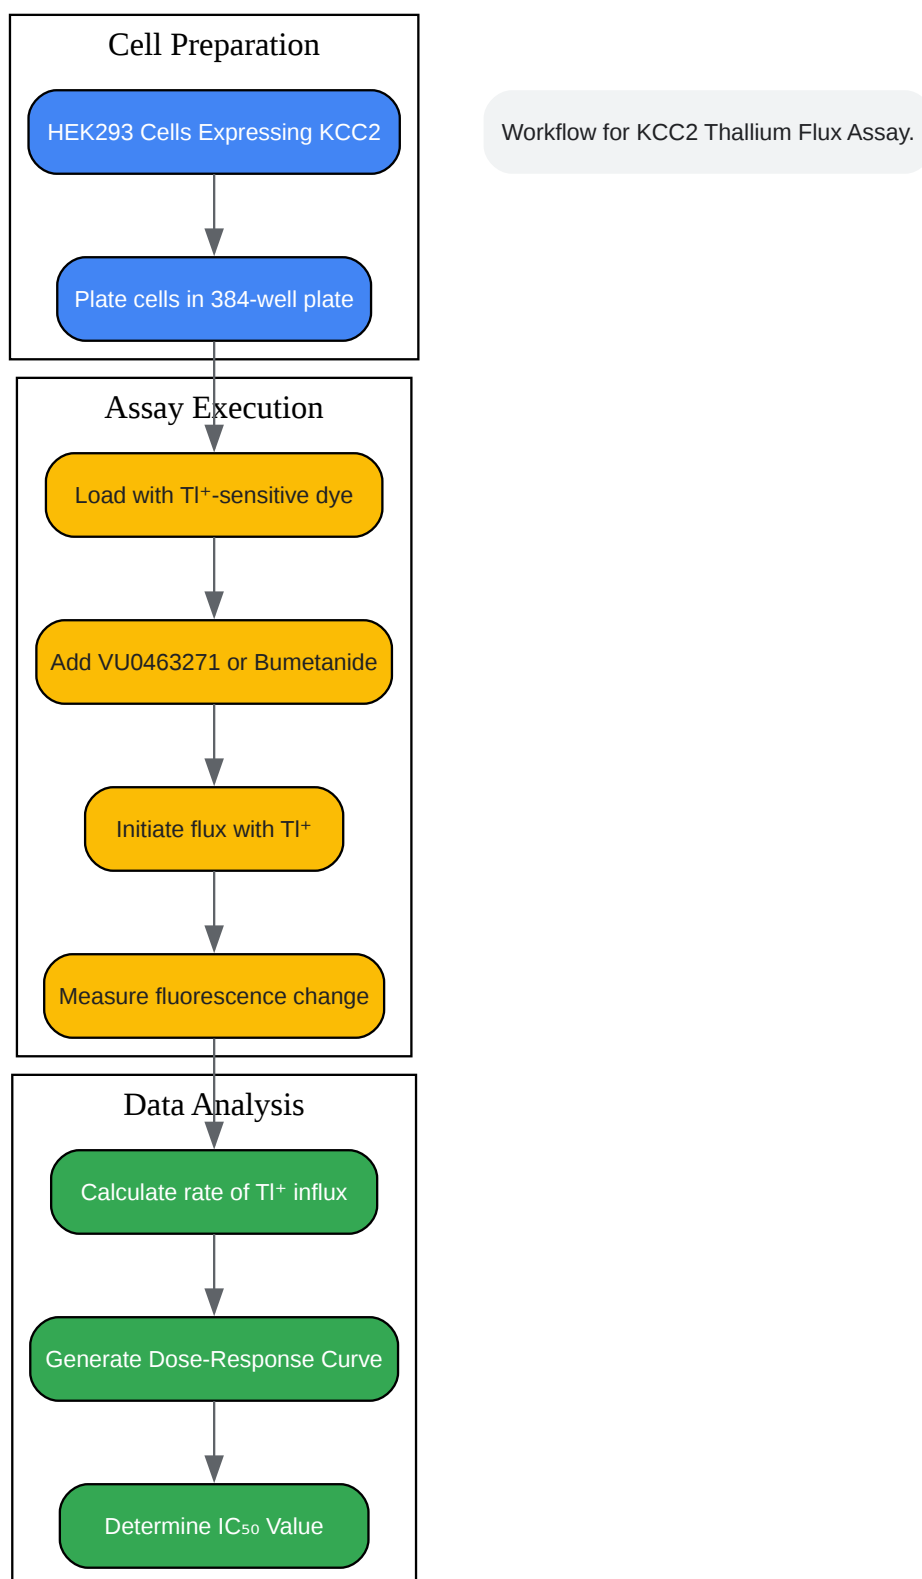 Cell Preparation
HEK293 Cells Expressing KCC2
Workflow for KCC2 Thallium Flux Assay.
Plate cells in 384-well plate
Assay Execution
Load with Tl⁺-sensitive dye
Add VU0463271 or Bumetanide
Initiate flux with Tl⁺
Measure fluorescence change
Data Analysis
Calculate rate of Tl⁺ influx
Generate Dose-Response Curve
Determine IC₅₀ Value